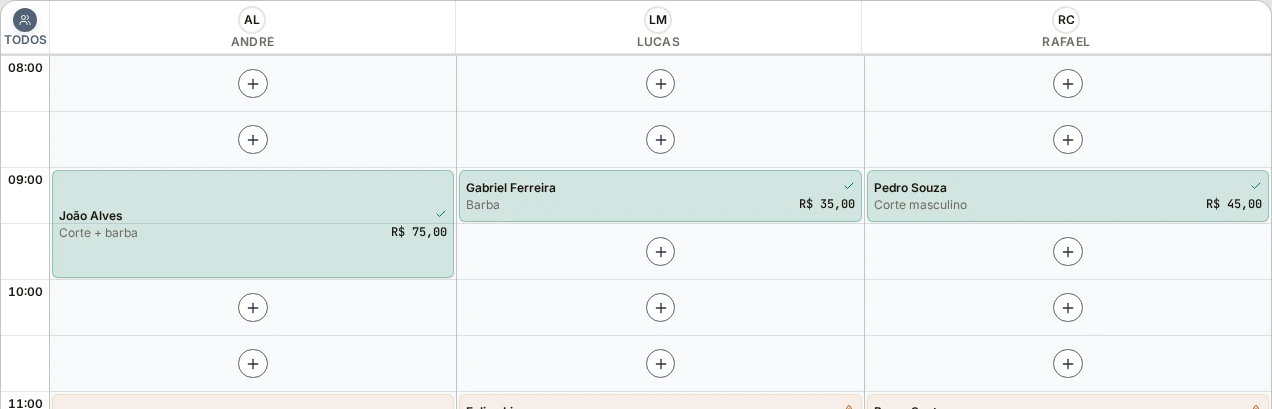 TODOS
AL
ANDRÉ
LM
LUCAS
RC
RAFAEL
08:00
09:00
João Alves
Corte + barba
R$ 75,00
Gabriel Ferreira
Barba
R$ 35,00
Pedro Souza
Corte masculino
R$ 45,00
10:00
11:00